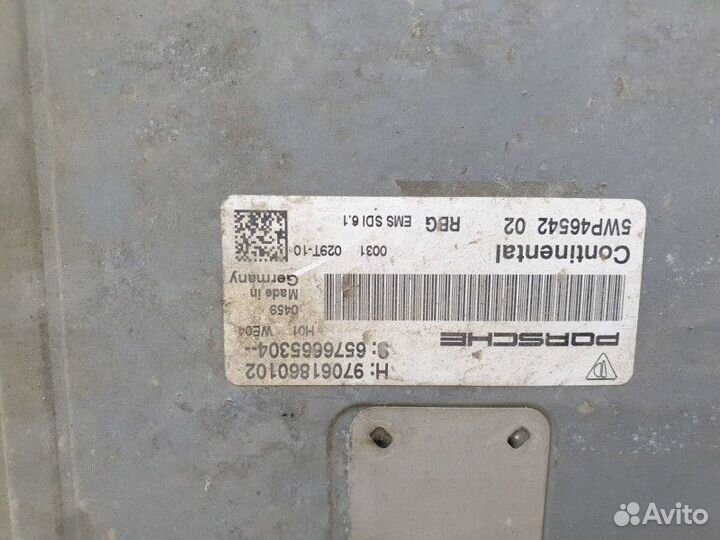 H: 97061860102
S: 6576665304--
PORSCHE
H01 WE04
0459
Made in
Germany
Continental
0031 029T-10
5WP46542 02
RBG EMS SDI 6.1
Avito